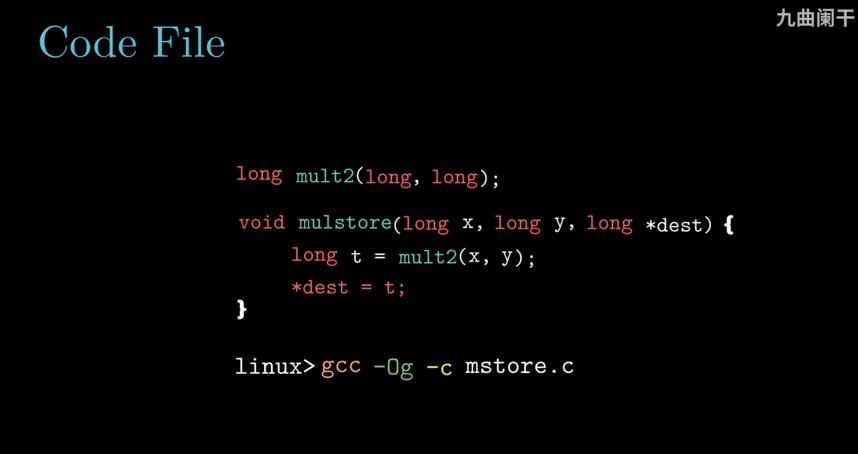 九曲阑干
Code File
long mult2(long, long);
void mulstore(long x, long y, long *dest) {
long t = mult2(x, y);
*dest = t;
}
linux> gcc -Og -c mstore.c